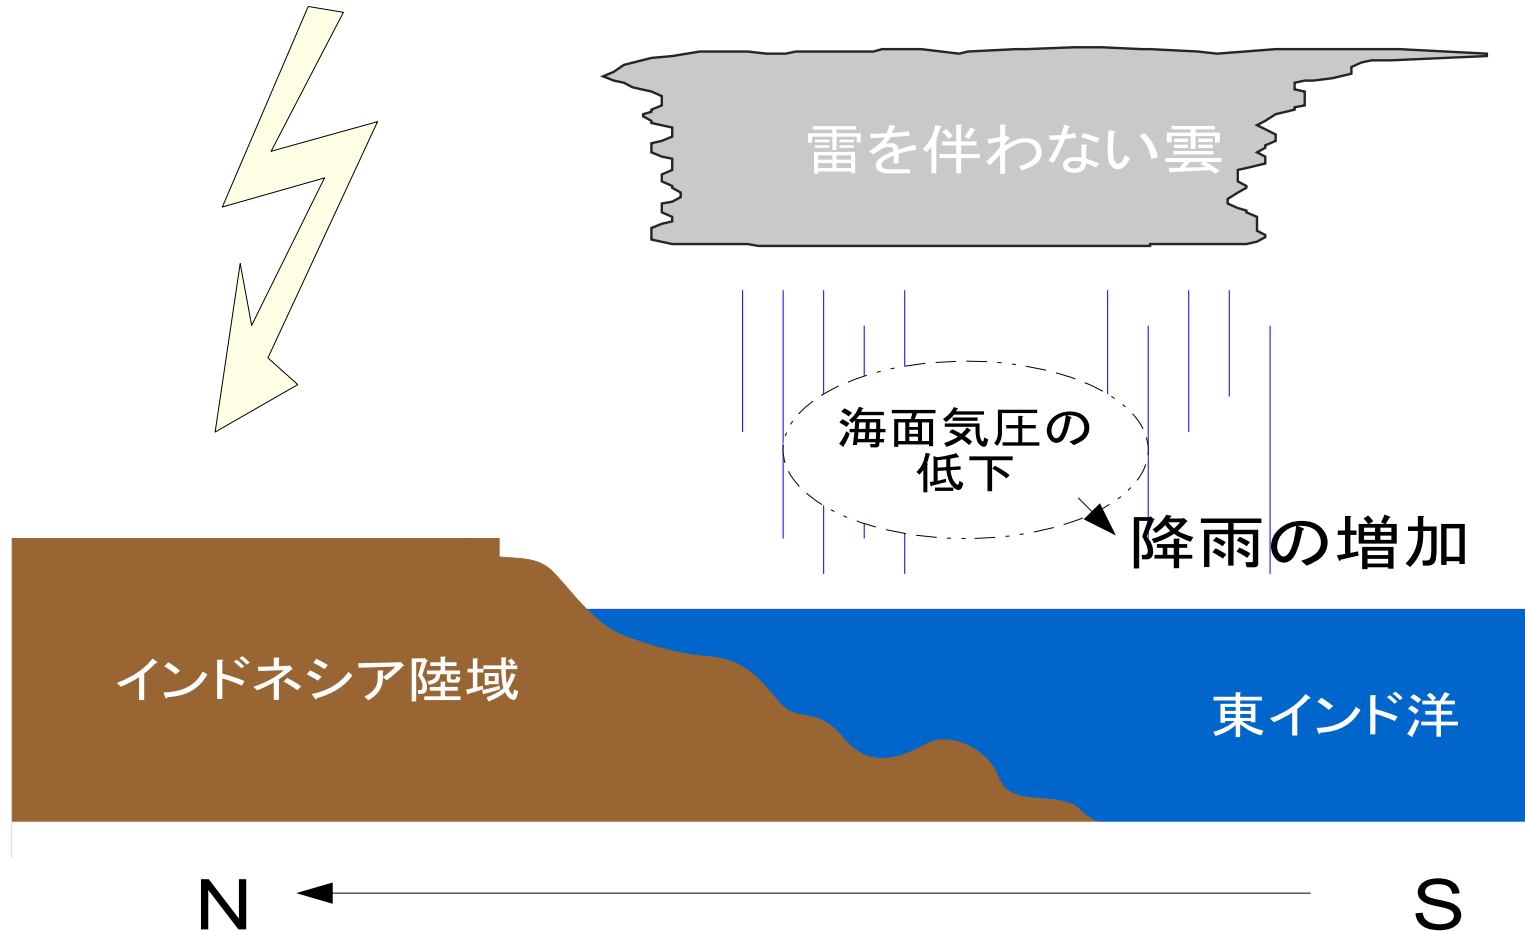 雷を伴わない雲
海面気圧の
低下
降雨の増加
インドネシア陸域
東インド洋
N
S